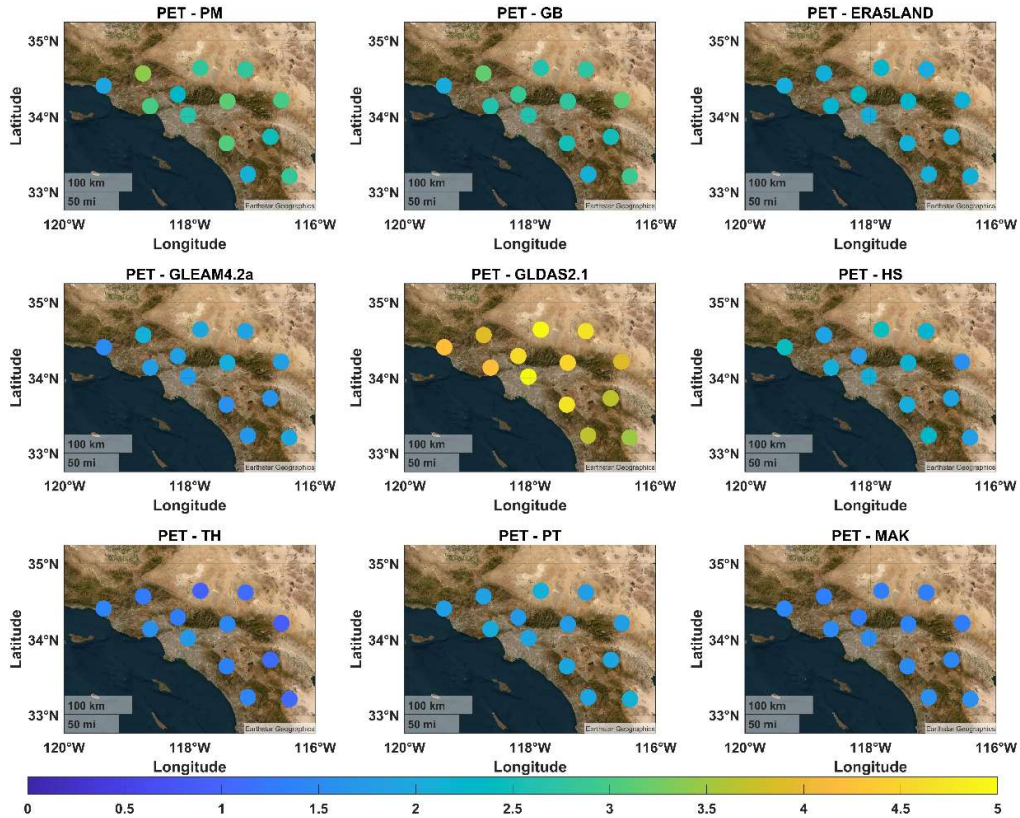 PET - PM
PET - GB
PET - ERA5LAND
35°N
34°N
33°N
Latitude
100 km
50 mi
Earthstar Geographics
120°W
118°W
116°W
Longitude
35°N
34°N
33°N
Latitude
100 km
50 mi
Earthstar Geographics
120°W
118°W
116°W
Longitude
35°N
34°N
33°N
Latitude
100 km
50 mi
Earthstar Geographics
120°W
118°W
116°W
Longitude
PET - GLEAM4.2a
PET - GLDAS2.1
PET - HS
35°N
34°N
33°N
Latitude
100 km
50 mi
Earthstar Geographics
120°W
118°W
116°W
Longitude
35°N
34°N
33°N
Latitude
100 km
50 mi
Earthstar Geographics
120°W
118°W
116°W
Longitude
35°N
34°N
33°N
Latitude
100 km
50 mi
Earthstar Geographics
120°W
118°W
116°W
Longitude
PET - TH
PET - PT
PET - MAK
35°N
34°N
33°N
Latitude
100 km
50 mi
Earthstar Geographics
120°W
118°W
116°W
Longitude
35°N
34°N
33°N
Latitude
100 km
50 mi
Earthstar Geographics
120°W
118°W
116°W
Longitude
35°N
34°N
33°N
Latitude
100 km
50 mi
Earthstar Geographics
120°W
118°W
116°W
Longitude
0 0.5 1 1.5 2 2.5 3 3.5 4 4.5 5